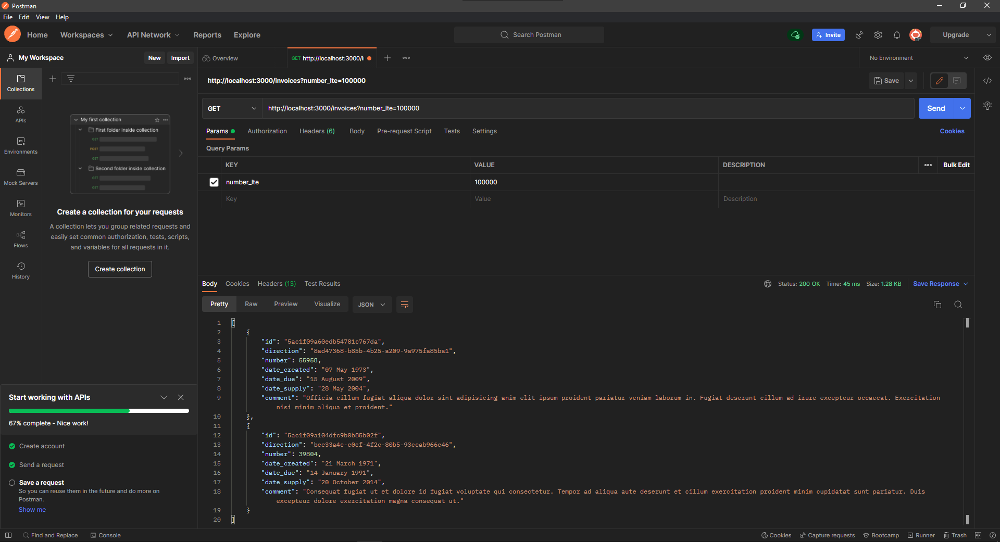 Postman
File Edit View Help
Home Workspaces API Network Reports Explore
Search Postman
Invite
Upgrade
My Workspace
New Import
Overview
GET http://localhost:3000/i
No Environment
Collections
APIs
Environments
Mock Servers
Monitors
Flows
History
My first collection
First folder inside collection
GET
POST
GET
Second folder inside collection
GET
GET
Create a collection for your requests
A collection lets you group related requests and
easily set common authorization, tests, scripts,
and variables for all requests in it.
Create collection
Start working with APIs
67% complete - Nice work!
Create account
Send a request
Save a request
So you can reuse them in the future and do more on
Postman.
Show me
http://localhost:3000/invoices?number_lte=100000
Save
GET http://localhost:3000/invoices?number_lte=100000
Send
Params Authorization Headers (6) Body Pre-request Script Tests Settings
Cookies
Query Params
KEY VALUE DESCRIPTION Bulk Edit
number_lte 100000
Key Value Description
Body Cookies Headers (13) Test Results
Status: 200 OK Time: 45 ms Size: 1.28 KB Save Response
Pretty Raw Preview Visualize JSON
1 [
2 {
3 "id": "5ac1f09a60edb54701c767da",
4 "direction": "8ad47368-b85b-4b25-a209-9a975fa85ba1",
5 "number": 55958,
6 "date_created": "07 May 1973",
7 "date_due": "15 August 2009",
8 "date_supply": "28 May 2004",
9 "comment": "Officia cillum fugiat aliqua dolor sint adipisicing anim elit ipsum proident pariatur veniam laborum in. Fugiat deserunt cillum ad irure excepteur occaecat. Exercitation
nisi minim aliqua et proident."
10 },
11 {
12 "id": "5ac1f09a104dfc9b0b85b02f",
13 "direction": "bee33a4c-e0cf-4f2c-80b5-93ccab966e46",
14 "number": 39804,
15 "date_created": "21 March 1971",
16 "date_due": "14 January 1991",
17 "date_supply": "20 October 2014",
18 "comment": "Consequat fugiat ut et dolore id fugiat voluptate qui consectetur. Tempor ad aliqua aute deserunt et cillum exercitation proident minim cupidatat sunt pariatur. Duis
excepteur dolore exercitation magna consequat ut."
19 }
20 ]
Find and Replace Console
Cookies Capture requests Bootcamp Runner Trash